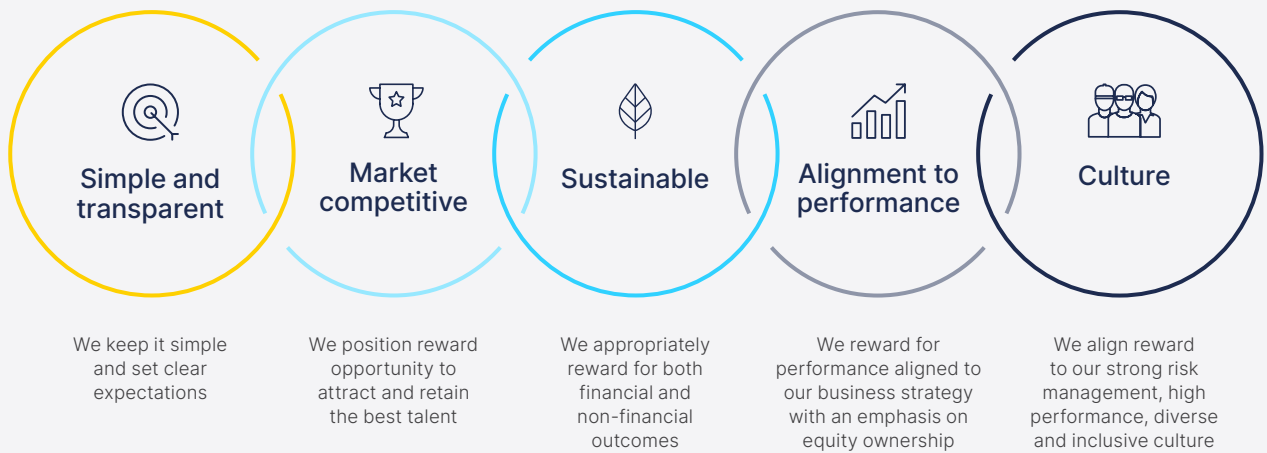 Simple and
transparent
Market
competitive
Sustainable
Alignment to
performance
Culture
We keep it simple
and set clear
expectations
We position reward
opportunity to
attract and retain
the best talent
We appropriately
reward for both
financial and
non-financial
outcomes
We reward for
performance aligned to
our business strategy
with an emphasis on
equity ownership
We align reward
to our strong risk
management, high
performance, diverse
and inclusive culture